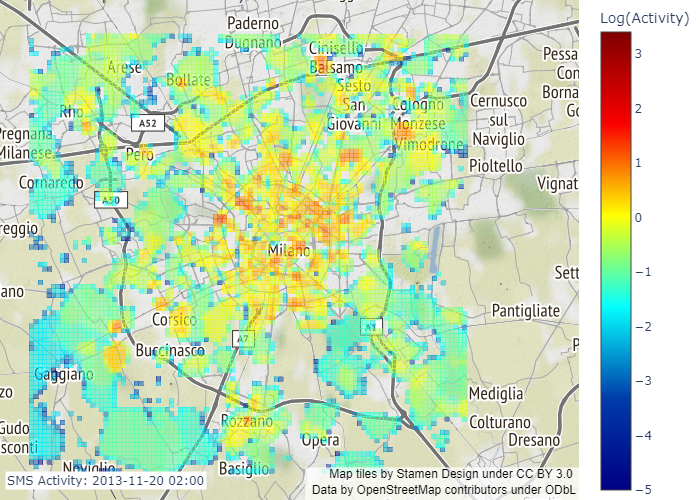 Paderno
Dugnano
Log(Activity)
Cinisello
Balsamo
Arese
Bollate
Sesto
San
Giovanni
Cologno
Monzese
Cernusco
sul
Naviglio
Rho
A52
Pregnana
Milanese
Pero
Vimodrone
Pioltello
Cornaredo
A50
Vignat
reggio
Milano
Sett
ano
Pantigliate
Corsico
A7
Buccinasco
Gaggiano
Mediglia
Colturano
Dresano
Rozzano
Opera
Basiglio
Noviglio
zo
Gudo
sconti
Pessa
Con
Borna
Go
P
3
2
1
0
−1
−2
−3
−4
−5
SMS Activity: 2013-11-20 02:00
Map tiles by Stamen Design under CC BY 3.0
Data by OpenStreetMap contributors under ODbL